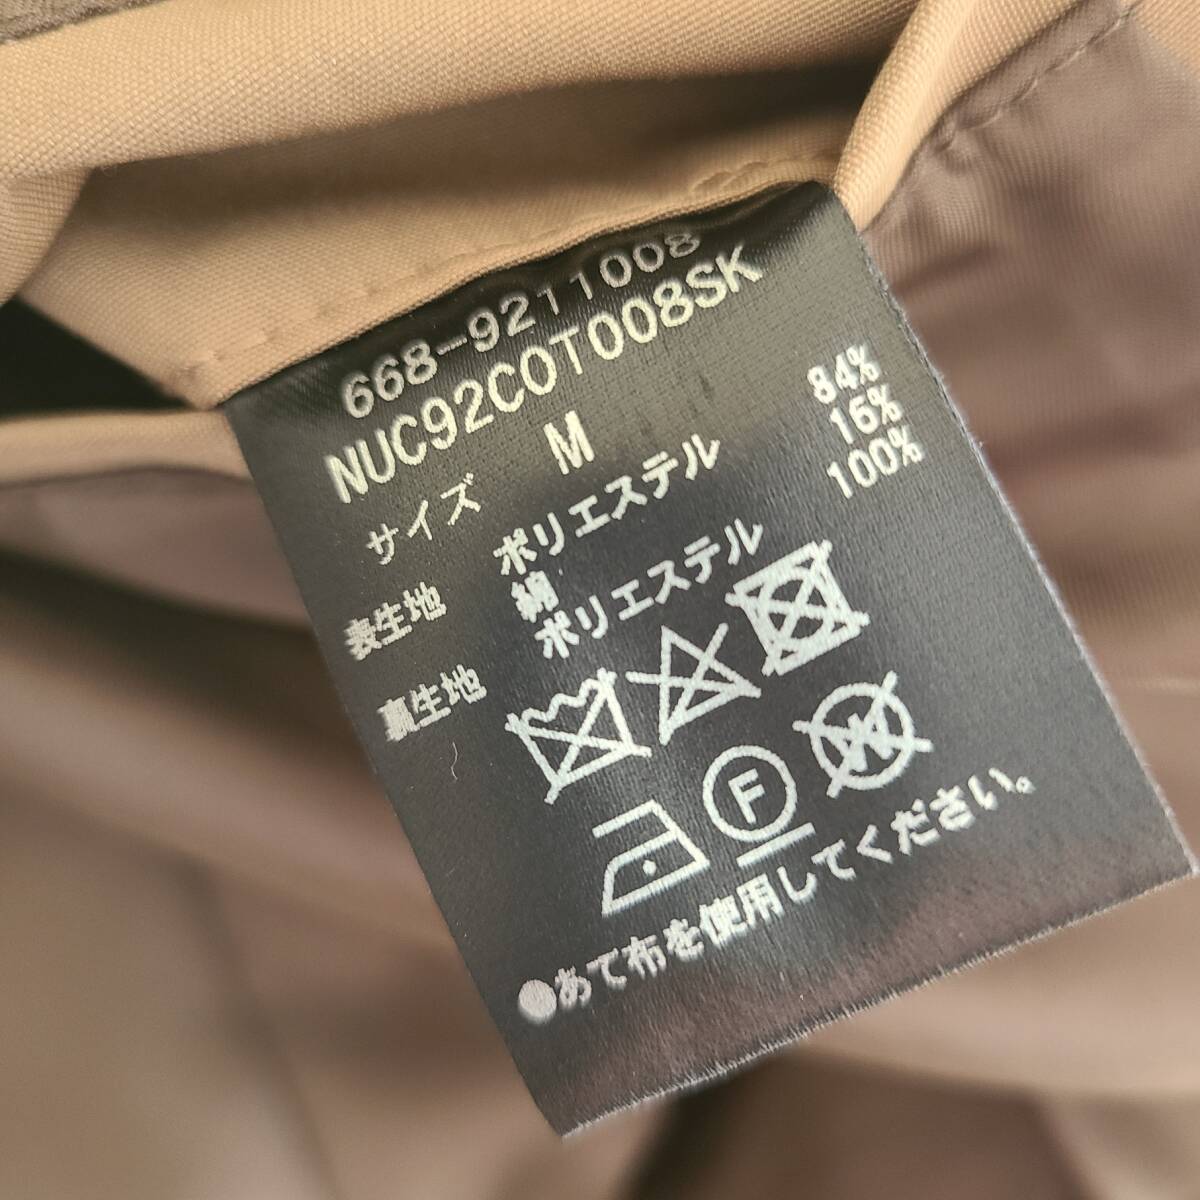 668-9211008
NUC92COT008SK
サイズ M
表生地 ポリエステル 84%
綿 16%
裏生地 ポリエステル 100%
F
W
●あて布を使用してください。